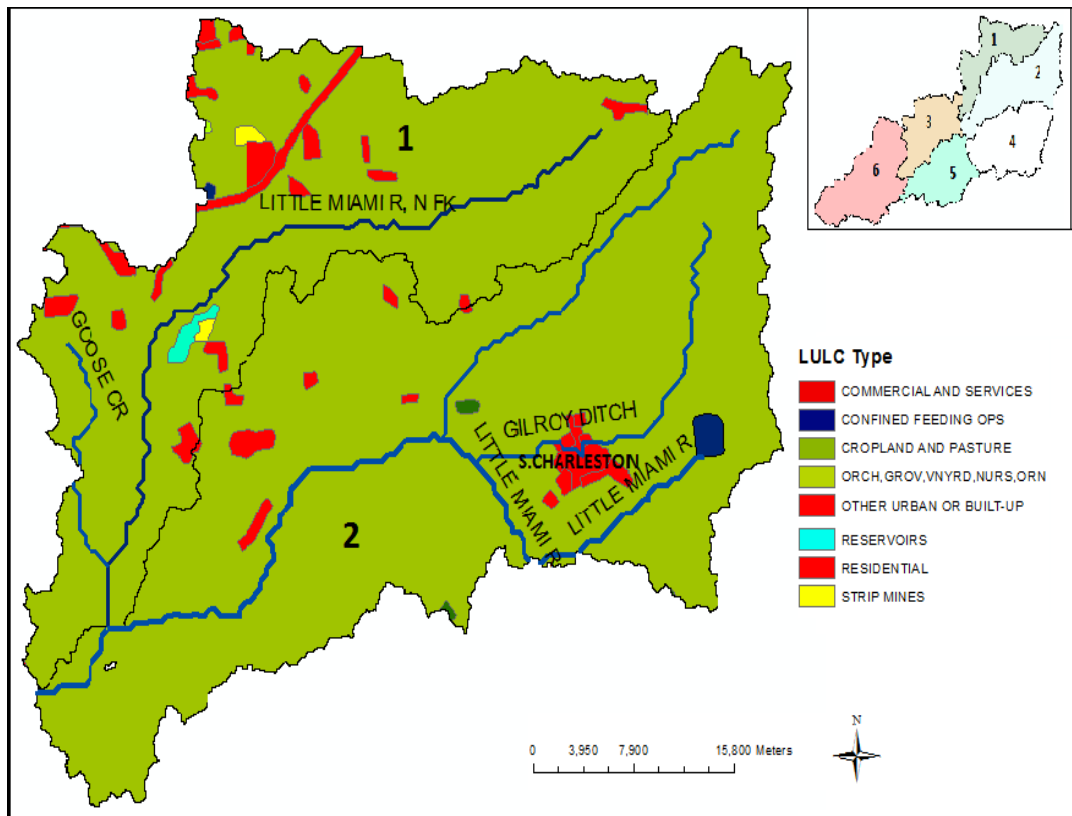 1
LITTLE MIAMI R, N FK
GOOSE CR
GILROY DITCH
LITTLE MIAMI R
S.CHARLESTON
LITTLE MIAMI R
2
1
2
3
4
5
6
LULC Type
COMMERCIAL AND SERVICES
CONFINED FEEDING OPS
CROPLAND AND PASTURE
ORCH,GROV,VNYRD,NURS,ORN
OTHER URBAN OR BUILT-UP
RESERVOIRS
RESIDENTIAL
STRIP MINES
0 3,950 7,900 15,800 Meters
N